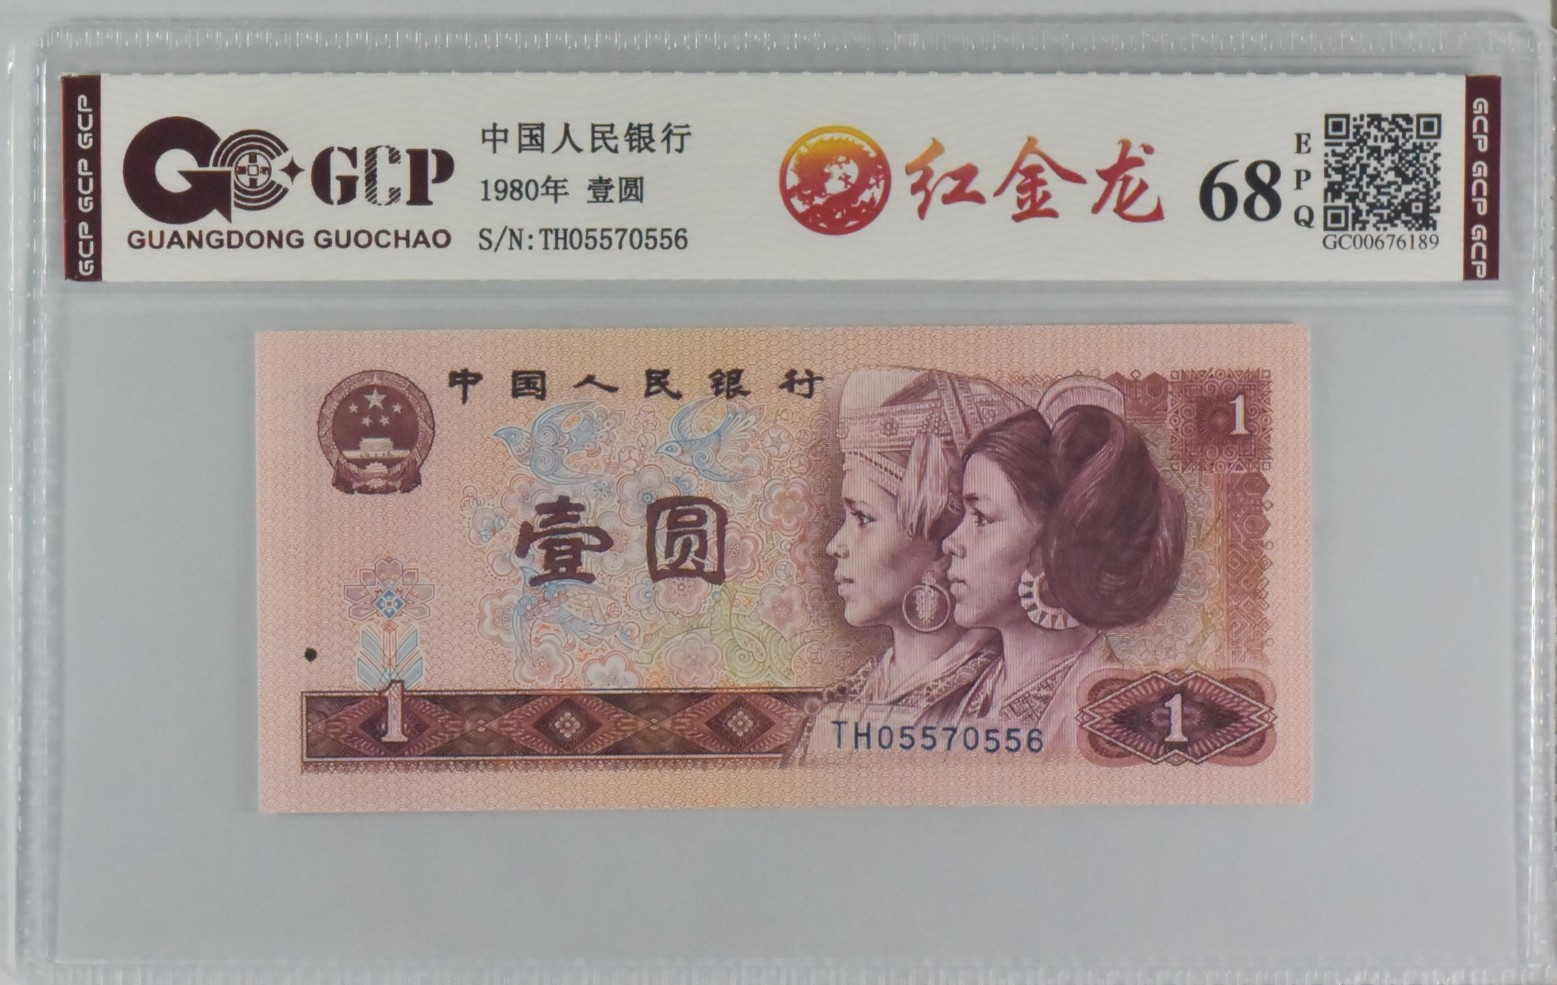 GCP GCP GCP
GCP
GUANGDONG GUOCHAO
中国人民银行
1980年 壹圆
S/N:TH05570556
红金龙
68
EPQ
GC00676189
GCP GCP GCP
中国人民银行
1
壹圆
1
TH05570556
1